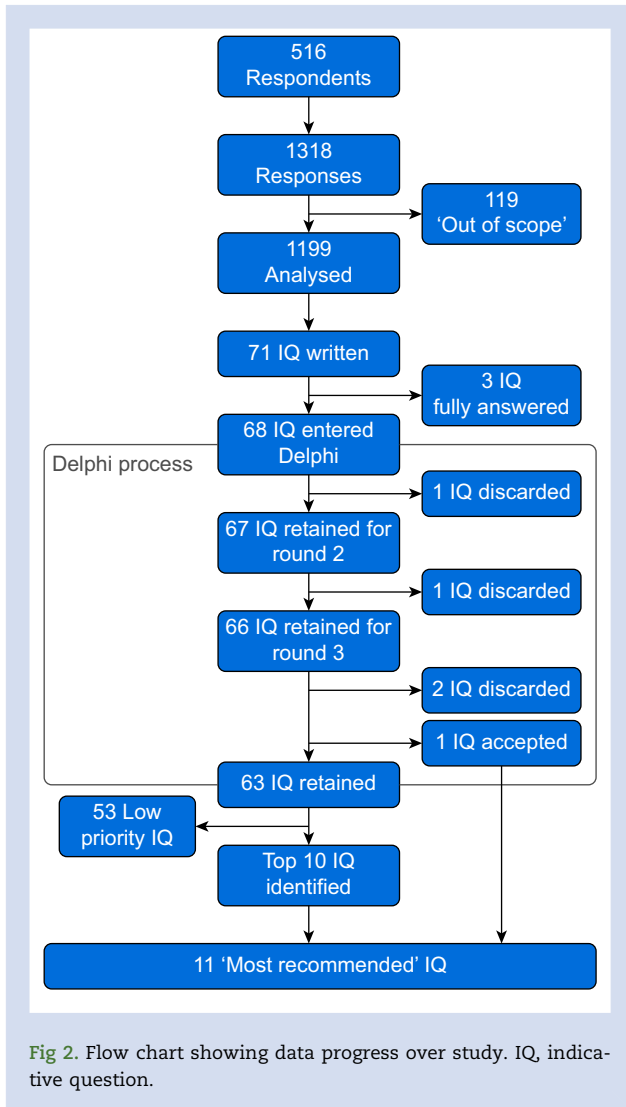 516
Respondents
1318
Responses
119
‘Out of scope’
1199
Analysed
71 IQ written
3 IQ
fully answered
68 IQ entered
Delphi
Delphi process
1 IQ discarded
67 IQ retained for
round 2
1 IQ discarded
66 IQ retained for
round 3
2 IQ discarded
1 IQ accepted
63 IQ retained
53 Low
priority IQ
Top 10 IQ
identified
11 ‘Most recommended’ IQ
Fig 2. Flow chart showing data progress over study. IQ, indica-
tive question.